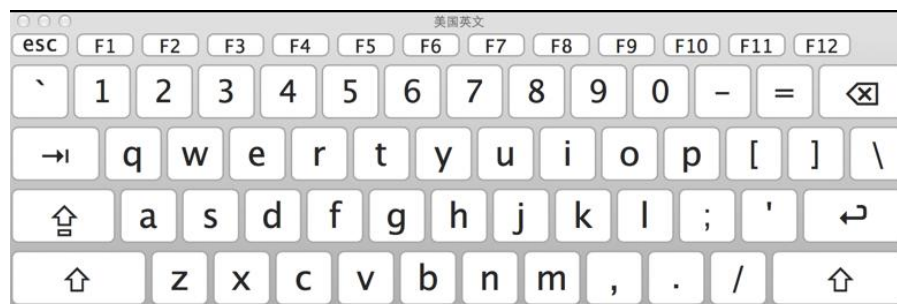 美国英文
esc F1 F2 F3 F4 F5 F6 F7 F8 F9 F10 F11 F12
` 1 2 3 4 5 6 7 8 9 0 - =
q w e r t y u i o p [ ] \
a s d f g h j k l ; '
z x c v b n m , . /